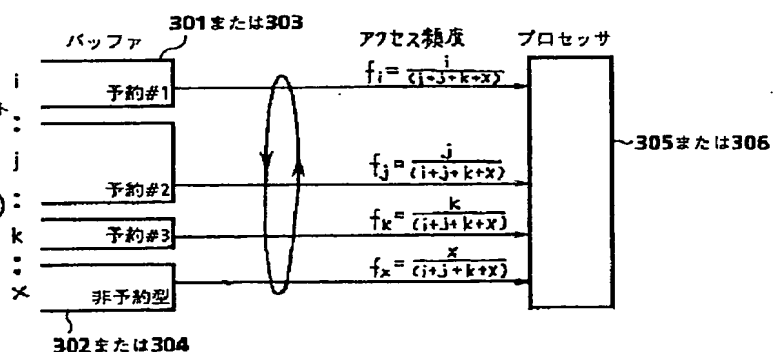 301または303
バッファ
アクセス頻度
プロセッサ
i
予約#1
fi = i / (i+j+k+x)
:
j
予約#2
fj = j / (i+j+k+x)
305または306
:
k
予約#3
fk = k / (i+j+k+x)
:
x
非予約型
fx = x / (i+j+k+x)
302または304